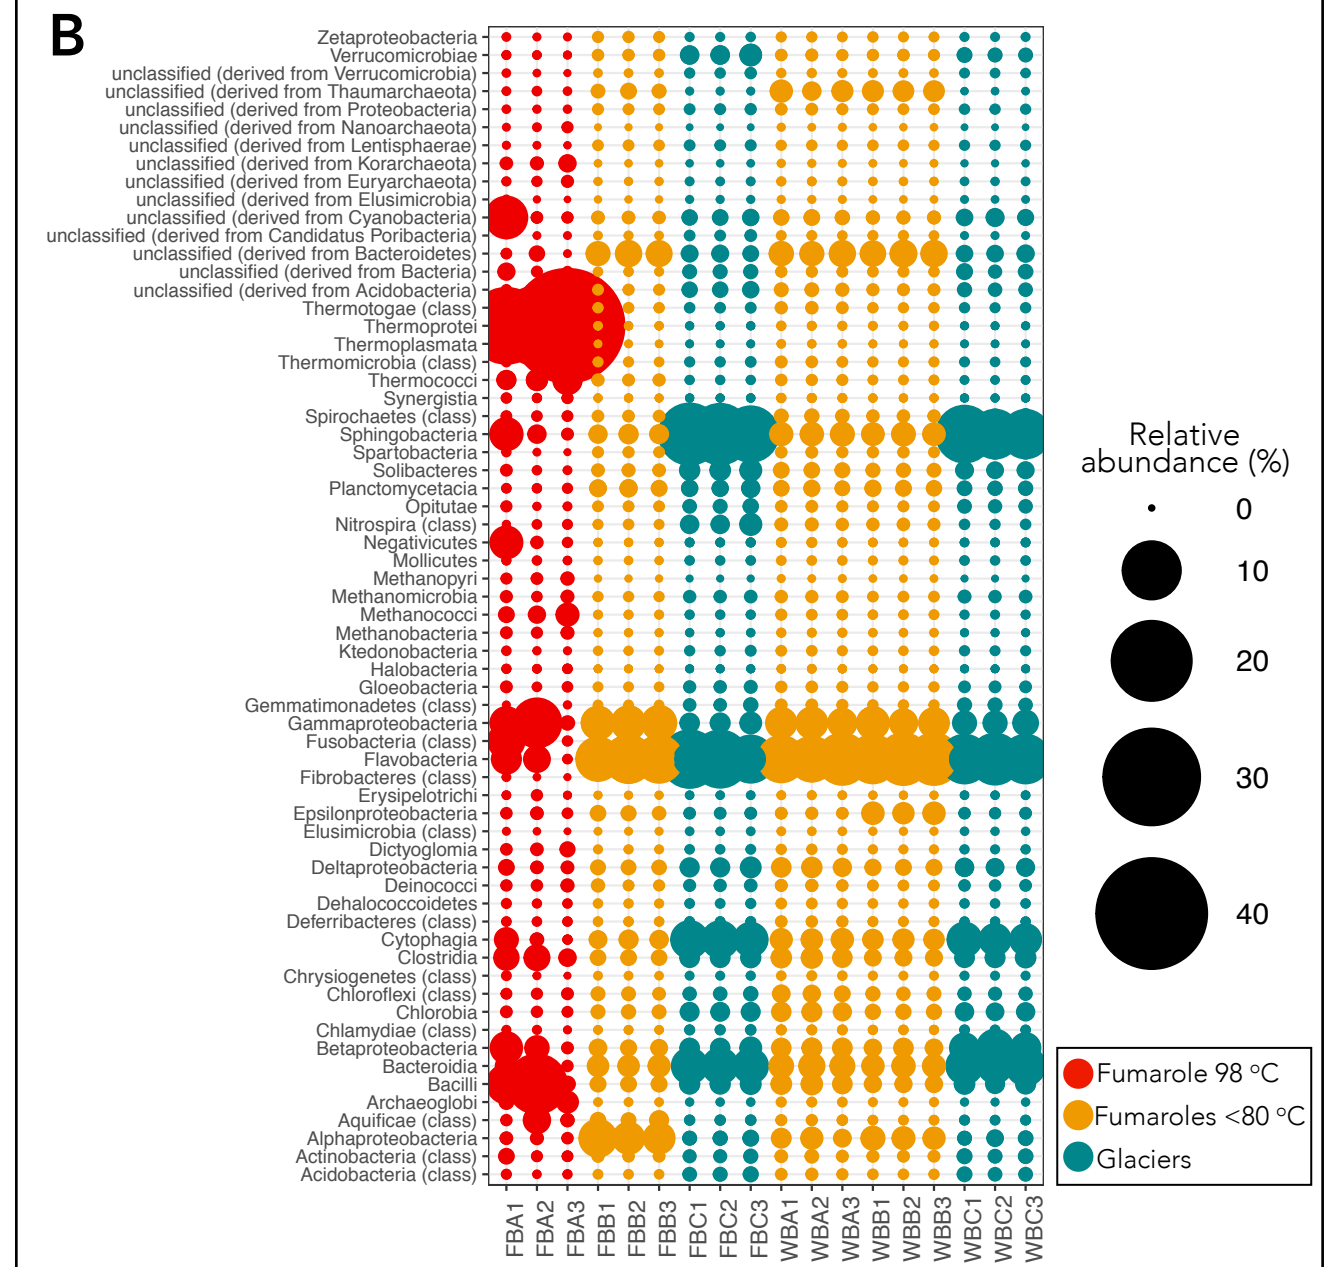 B
Zetaproteobacteria
Verrucomicrobiae
unclassified (derived from Verrucomicrobia)
unclassified (derived from Thaumarchaeota)
unclassified (derived from Proteobacteria)
unclassified (derived from Nanoarchaeota)
unclassified (derived from Lentisphaerae)
unclassified (derived from Korarchaeota)
unclassified (derived from Euryarchaeota)
unclassified (derived from Elusimicrobia)
unclassified (derived from Cyanobacteria)
unclassified (derived from Candidatus Poribacteria)
unclassified (derived from Bacteroidetes)
unclassified (derived from Bacteria)
unclassified (derived from Acidobacteria)
Thermotogae (class)
Thermoprotei
Thermoplasmata
Thermomicrobia (class)
Thermococci
Synergistia
Spirochaetes (class)
Sphingobacteria
Spartobacteria
Solibacteres
Planctomycetacia
Opitutae
Nitrospira (class)
Negativicutes
Mollicutes
Methanopyri
Methanomicrobia
Methanococci
Methanobacteria
Ktedonobacteria
Halobacteria
Gloeobacteria
Gemmatimonadetes (class)
Gammaproteobacteria
Fusobacteria (class)
Flavobacteria
Fibrobacteres (class)
Erysipelotrichi
Epsilonproteobacteria
Elusimicrobia (class)
Dictyoglomia
Deltaproteobacteria
Deinococci
Dehalococcoidetes
Deferribacteres (class)
Cytophagia
Clostridia
Chrysiogenetes (class)
Chloroflexi (class)
Chlorobia
Chlamydiae (class)
Betaproteobacteria
Bacteroidia
Bacilli
Archaeoglobi
Aquificae (class)
Alphaproteobacteria
Actinobacteria (class)
Acidobacteria (class)
FBA1
FBA2
FBA3
FBB1
FBB2
FBB3
FBC1
FBC2
FBC3
WBA1
WBA2
WBA3
WBB1
WBB2
WBB3
WBC1
WBC2
WBC3
Relative
abundance (%)
0
10
20
30
40
Fumarole 98 °C
Fumaroles <80 °C
Glaciers